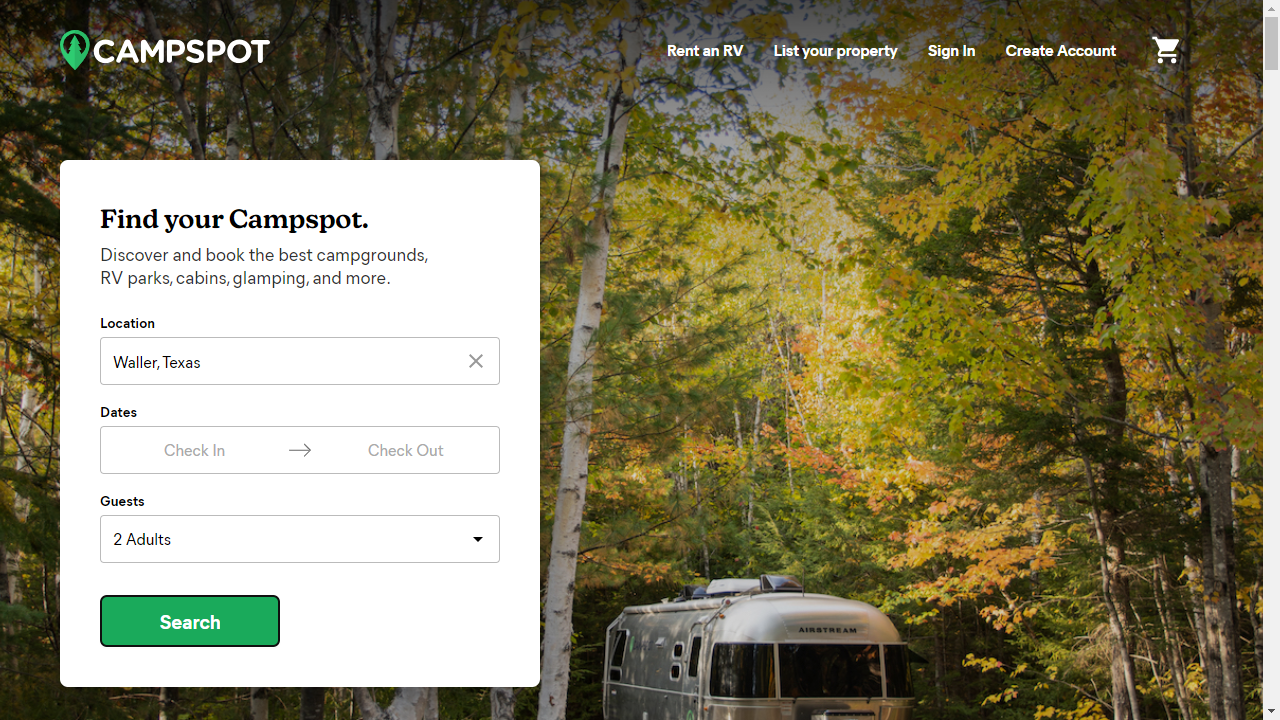 CAMPSPOT
Rent an RV
List your property
Sign In
Create Account
Find your Campspot.
Discover and book the best campgrounds,
RV parks, cabins, glamping, and more.
Location
Waller, Texas
Dates
Check In
Check Out
Guests
2 Adults
Search
AIRSTREAM